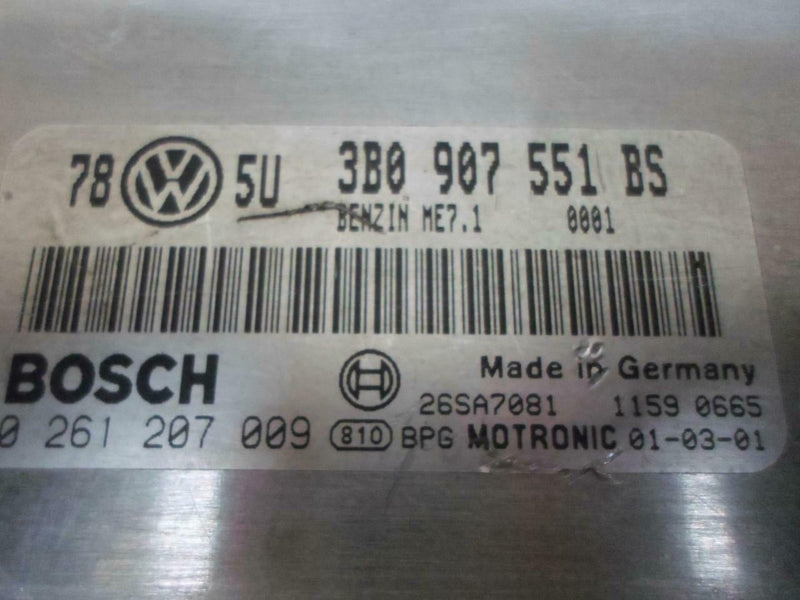 78 VW 5U 3B0 907 551 BS
BENZIN ME7.1 0001
BOSCH Made in Germany
26SA7081 1159 0665
0 261 207 009 810 BPG MOTRONIC 01-03-01